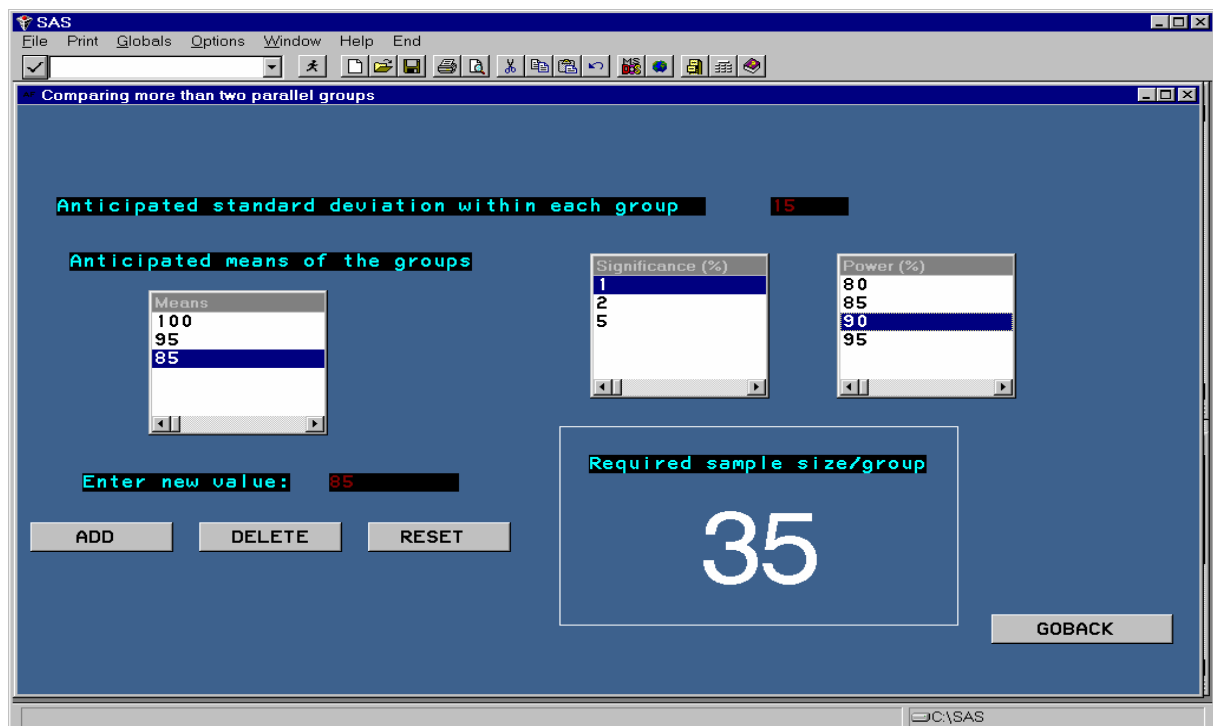 SAS
File Print Globals Options Window Help End
Comparing more than two parallel groups
Anticipated standard deviation within each group 15
Anticipated means of the groups
Means
100
95
85
Significance (%)
1
2
5
Power (%)
80
85
90
95
Enter new value: 85
ADD DELETE RESET
Required sample size/group
35
GOBACK
C:\SAS